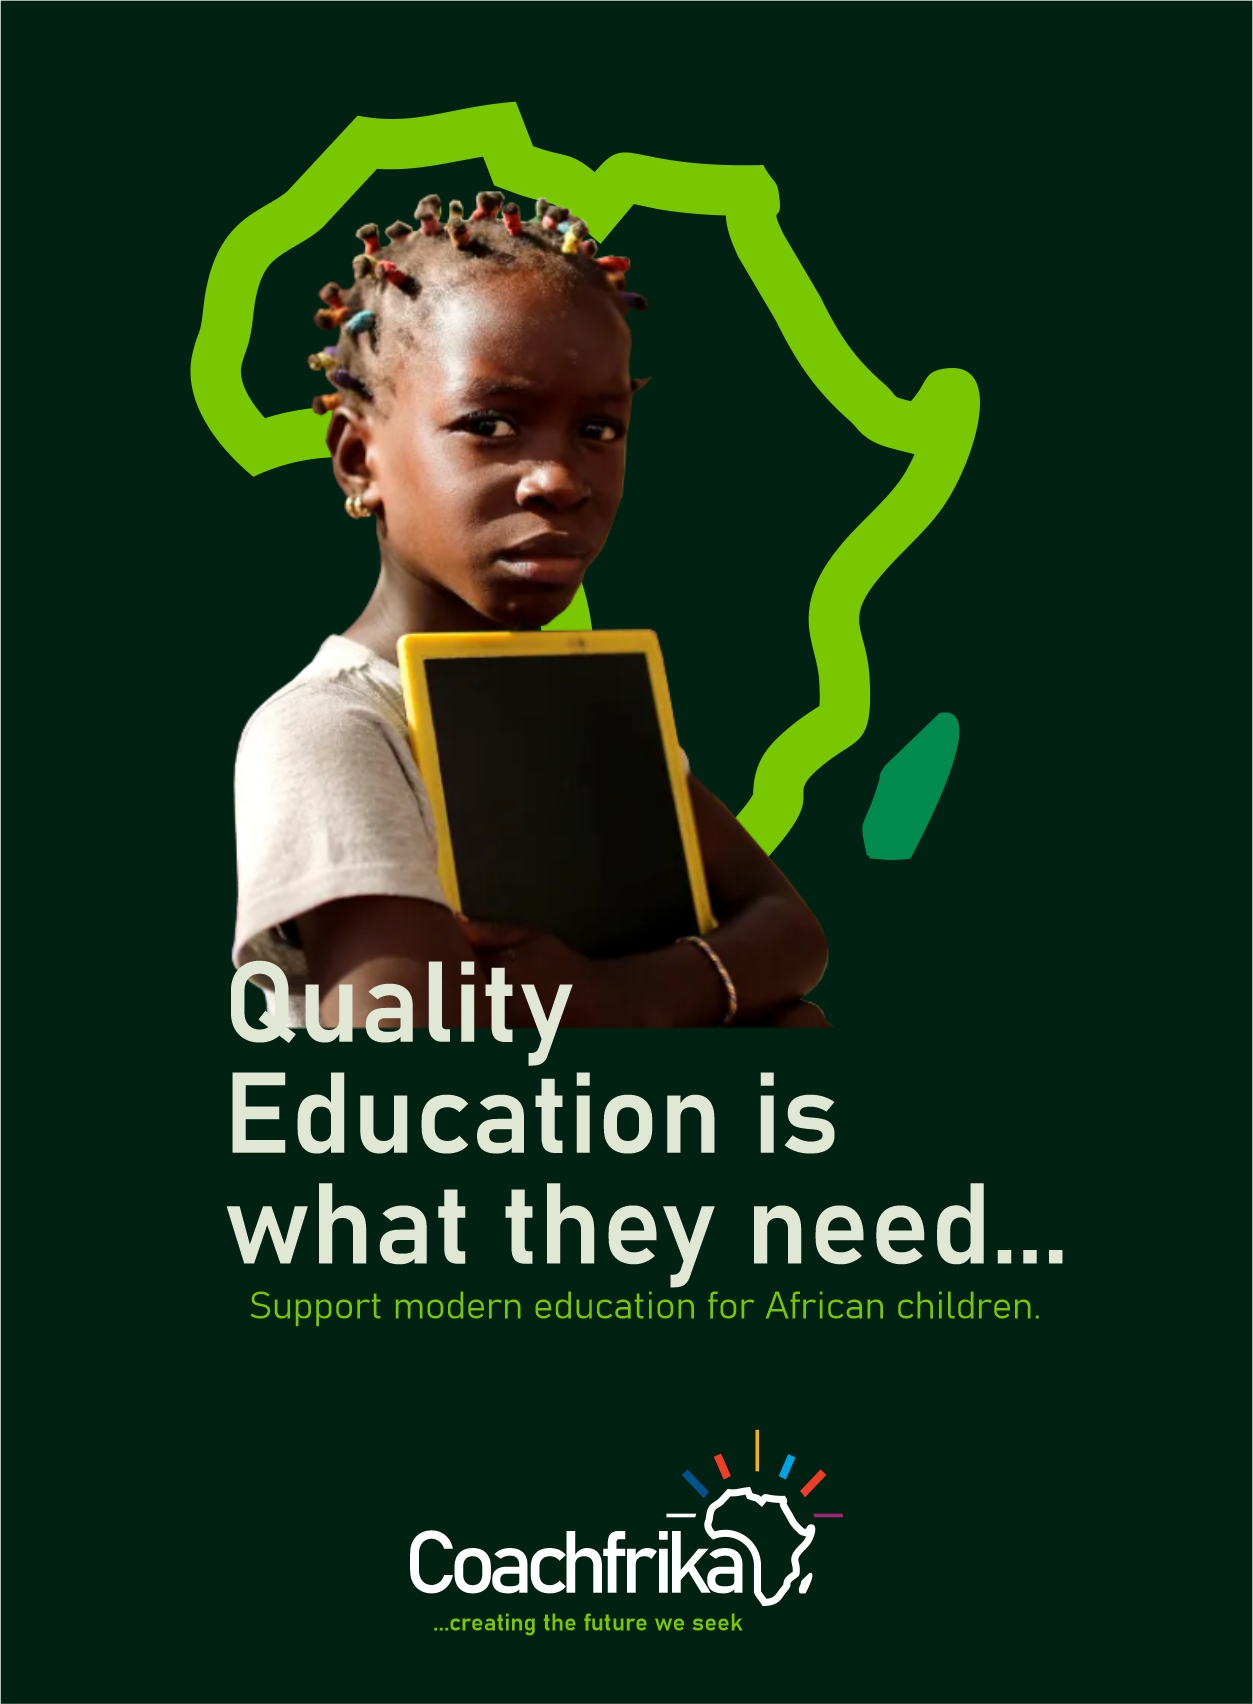 Quality
Education is
what they need...
Support modern education for African children.
Coachfrika
...creating the future we seek